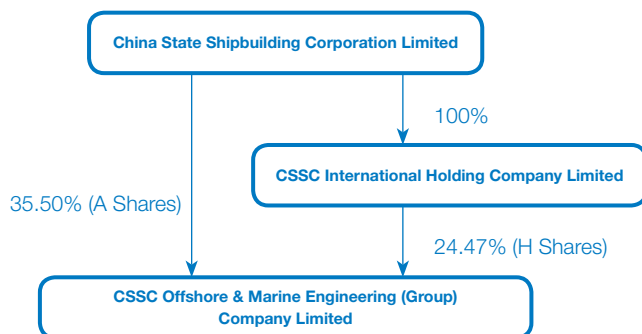 China State Shipbuilding Corporation Limited
100%
CSSC International Holding Company Limited
35.50% (A Shares)
24.47% (H Shares)
CSSC Offshore & Marine Engineering (Group)
Company Limited